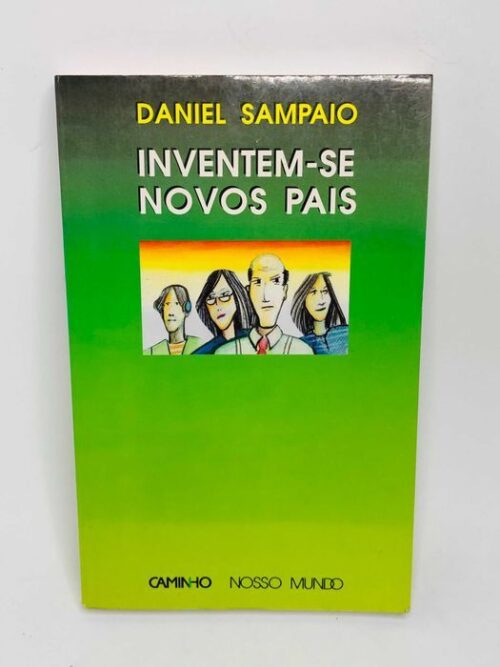 DANIEL SAMPAIO
INVENTEM-SE
NOVOS PAIS
CAMINHO NOSSO MUNDO